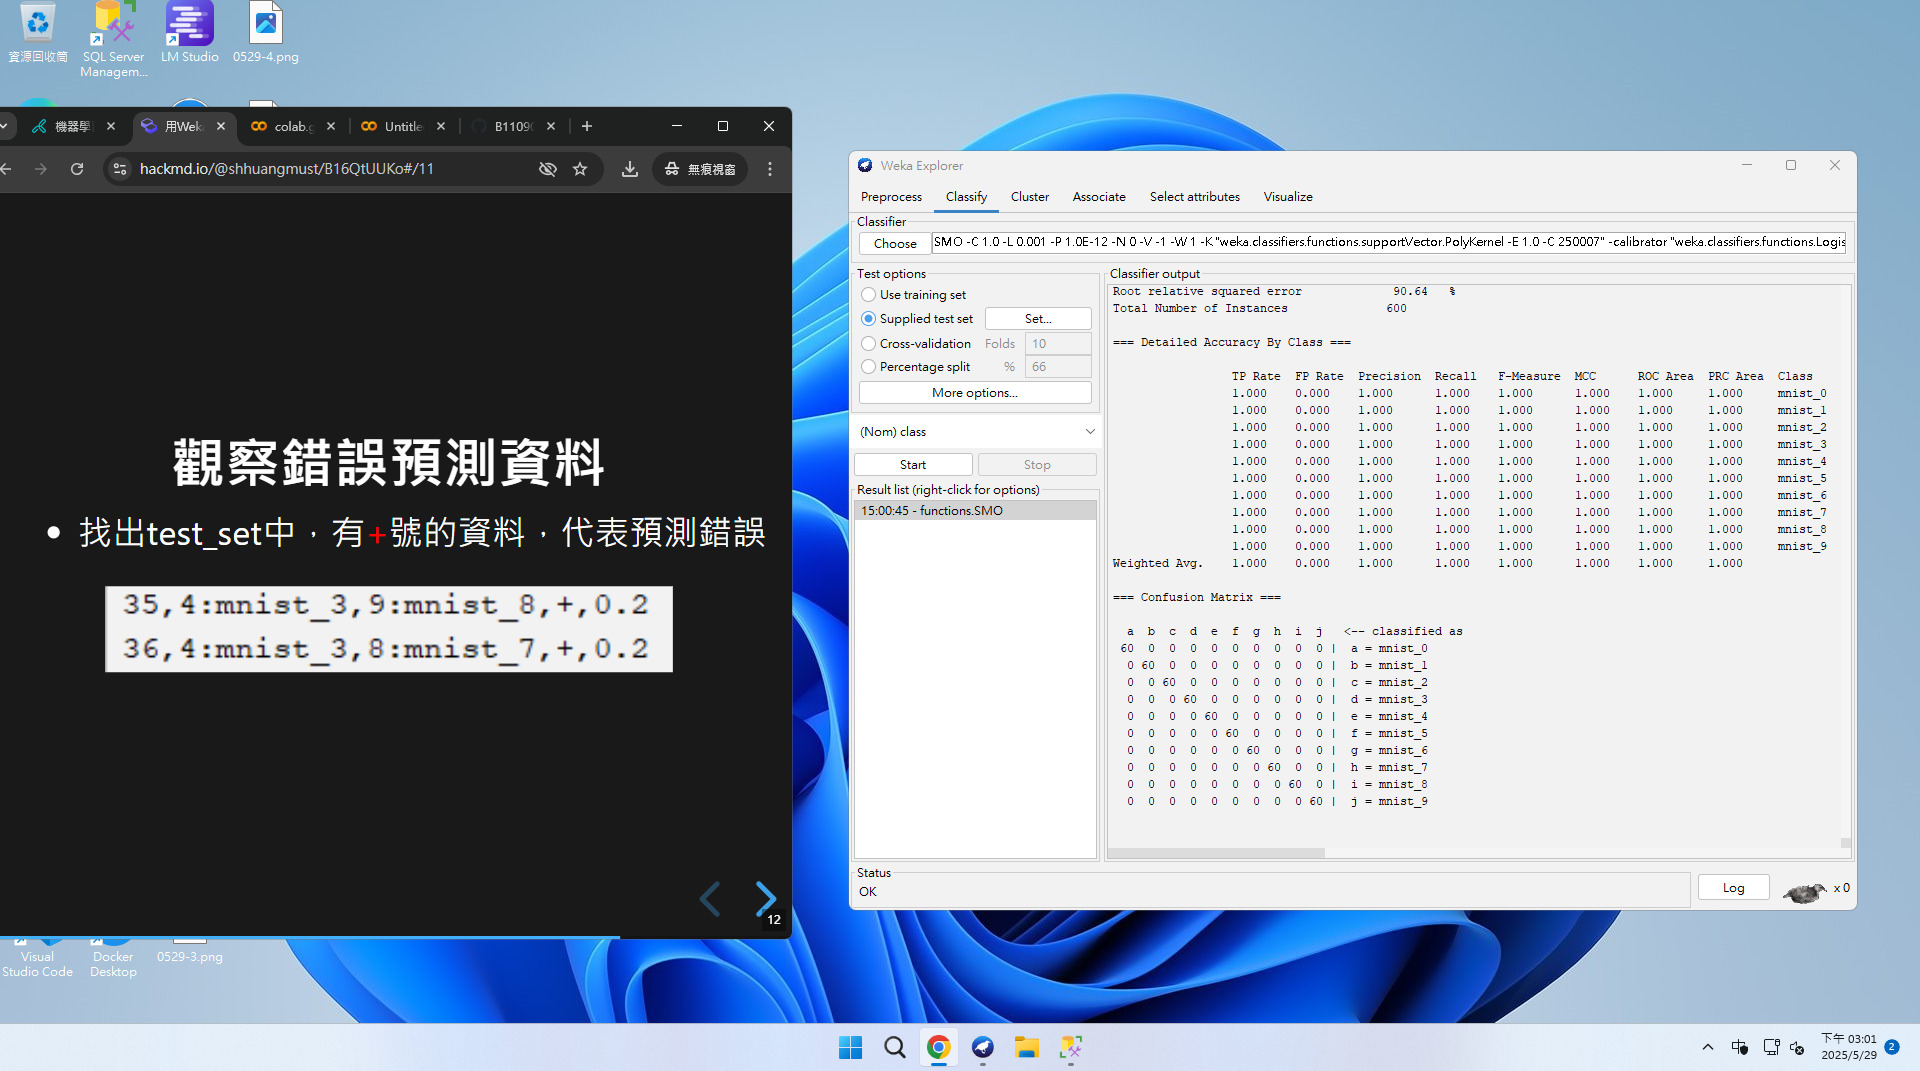 資源回收筒
SQL Server
Managem...
LM Studio
0529-4.png
機器學
用Weka
colab.g
Untitle
B1109
hackmd.io/@shhuangmust/B16QtUUKo#/11
無痕視窗
觀察錯誤預測資料
• 找出test_set中，有+號的資料，代表預測錯誤
35,4:mnist_3,9:mnist_8,+,0.2
36,4:mnist_3,8:mnist_7,+,0.2
12
Visual
Studio Code
Docker
Desktop
0529-3.png
Weka Explorer
Preprocess Classify Cluster Associate Select attributes Visualize
Classifier
Choose SMO -C 1.0 -L 0.001 -P 1.0E-12 -N 0 -V -1 -W 1 -K "weka.classifiers.functions.supportVector.PolyKernel -E 1.0 -C 250007" -calibrator "weka.classifiers.functions.Logis
Test options
Use training set
Supplied test set Set...
Cross-validation Folds 10
Percentage split % 66
More options...
(Nom) class
Start Stop
Result list (right-click for options)
15:00:45 - functions.SMO
Classifier output
Root relative squared error 90.64 %
Total Number of Instances 600
=== Detailed Accuracy By Class ===
TP Rate FP Rate Precision Recall F-Measure MCC ROC Area PRC Area Class
1.000 0.000 1.000 1.000 1.000 1.000 1.000 1.000 mnist_0
1.000 0.000 1.000 1.000 1.000 1.000 1.000 1.000 mnist_1
1.000 0.000 1.000 1.000 1.000 1.000 1.000 1.000 mnist_2
1.000 0.000 1.000 1.000 1.000 1.000 1.000 1.000 mnist_3
1.000 0.000 1.000 1.000 1.000 1.000 1.000 1.000 mnist_4
1.000 0.000 1.000 1.000 1.000 1.000 1.000 1.000 mnist_5
1.000 0.000 1.000 1.000 1.000 1.000 1.000 1.000 mnist_6
1.000 0.000 1.000 1.000 1.000 1.000 1.000 1.000 mnist_7
1.000 0.000 1.000 1.000 1.000 1.000 1.000 1.000 mnist_8
1.000 0.000 1.000 1.000 1.000 1.000 1.000 1.000 mnist_9
Weighted Avg. 1.000 0.000 1.000 1.000 1.000 1.000 1.000 1.000
=== Confusion Matrix ===
a b c d e f g h i j <-- classified as
60 0 0 0 0 0 0 0 0 0 | a = mnist_0
0 60 0 0 0 0 0 0 0 0 | b = mnist_1
0 0 60 0 0 0 0 0 0 0 | c = mnist_2
0 0 0 60 0 0 0 0 0 0 | d = mnist_3
0 0 0 0 60 0 0 0 0 0 | e = mnist_4
0 0 0 0 0 60 0 0 0 0 | f = mnist_5
0 0 0 0 0 0 60 0 0 0 | g = mnist_6
0 0 0 0 0 0 0 60 0 0 | h = mnist_7
0 0 0 0 0 0 0 0 60 0 | i = mnist_8
0 0 0 0 0 0 0 0 0 60 | j = mnist_9
Status
OK
Log
x 0
中
下午 03:01
2025/5/29
2